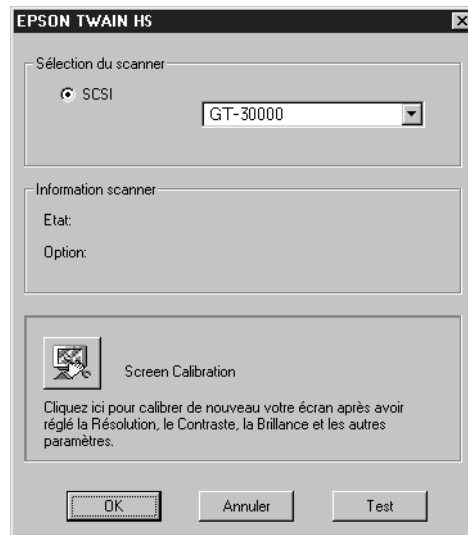 EPSON TWAIN HS
Sélection du scanner
SCSI
GT-30000
Information scanner
Etat:
Option:
Screen Calibration
Cliquez ici pour calibrer de nouveau votre écran après avoir
réglé la Résolution, le Contraste, la Brillance et les autres
paramètres.
OK
Annuler
Test